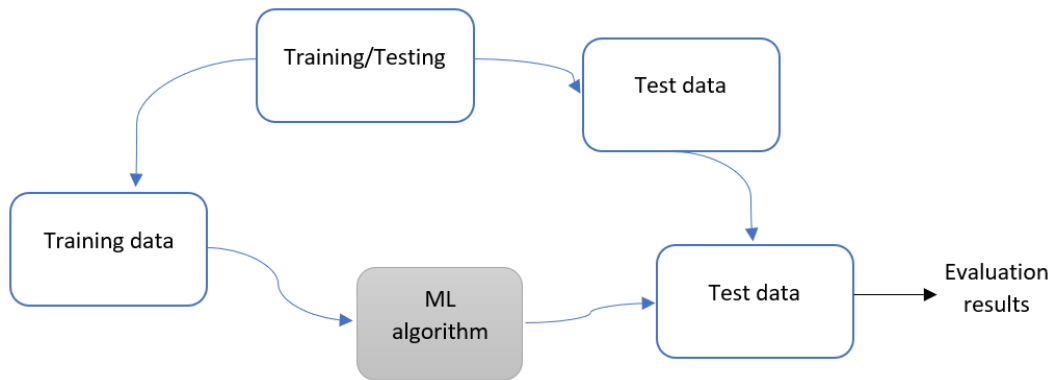 Training/Testing
Test data
Training data
ML
algorithm
Test data
Evaluation
results